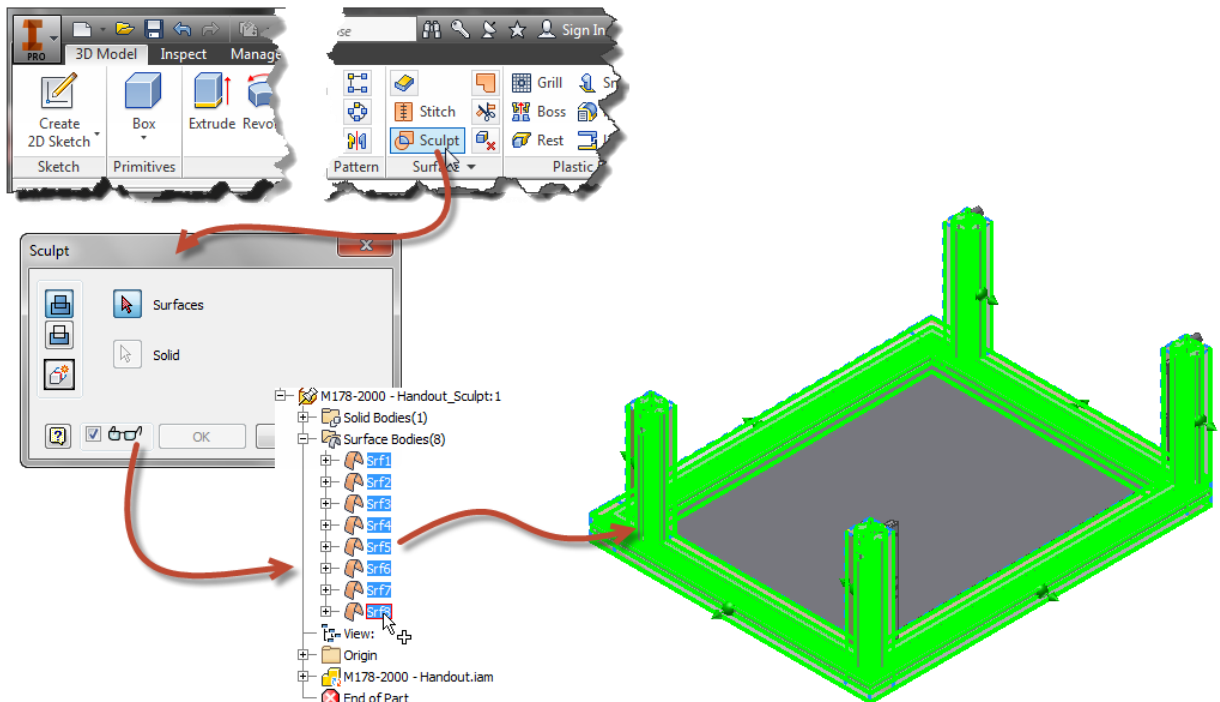 PRO
3D Model Inspect Manage
Create
2D Sketch
Box
Extrude
Sketch Primitives
Sign In
Stitch
Sculpt
Grill
Boss
Rest
Pattern Surface Plastic
Sculpt
Surfaces
Solid
OK
M178-2000 - Handout_Sculpt:1
Solid Bodies(1)
Surface Bodies(8)
Srf1
Srf2
Srf3
Srf4
Srf5
Srf6
Srf7
Srf8
View:
Origin
M178-2000 - Handout.iam
End of Part